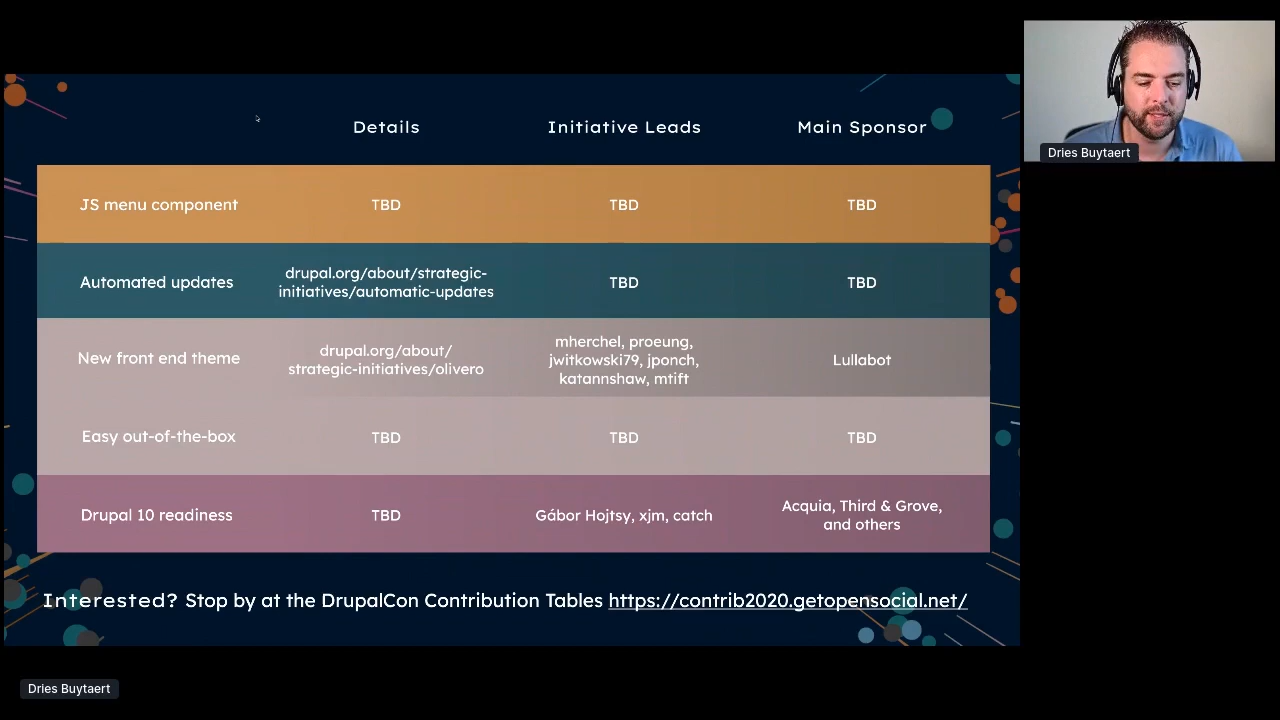 Details Initiative Leads Main Sponsor
JS menu component TBD TBD TBD
Automated updates
drupal.org/about/strategic-
initiatives/automatic-updates
TBD TBD
New front end theme
drupal.org/about/
strategic-initiatives/olivero
mherchel, proeung,
jwitkowski79, jponch,
katannshaw, mtift
Lullabot
Easy out-of-the-box TBD TBD TBD
Drupal 10 readiness TBD Gábor Hojtsy, xjm, catch
Acquia, Third & Grove,
and others
Interested? Stop by at the DrupalCon Contribution Tables https://contrib2020.getopensocial.net/
Dries Buytaert
Dries Buytaert